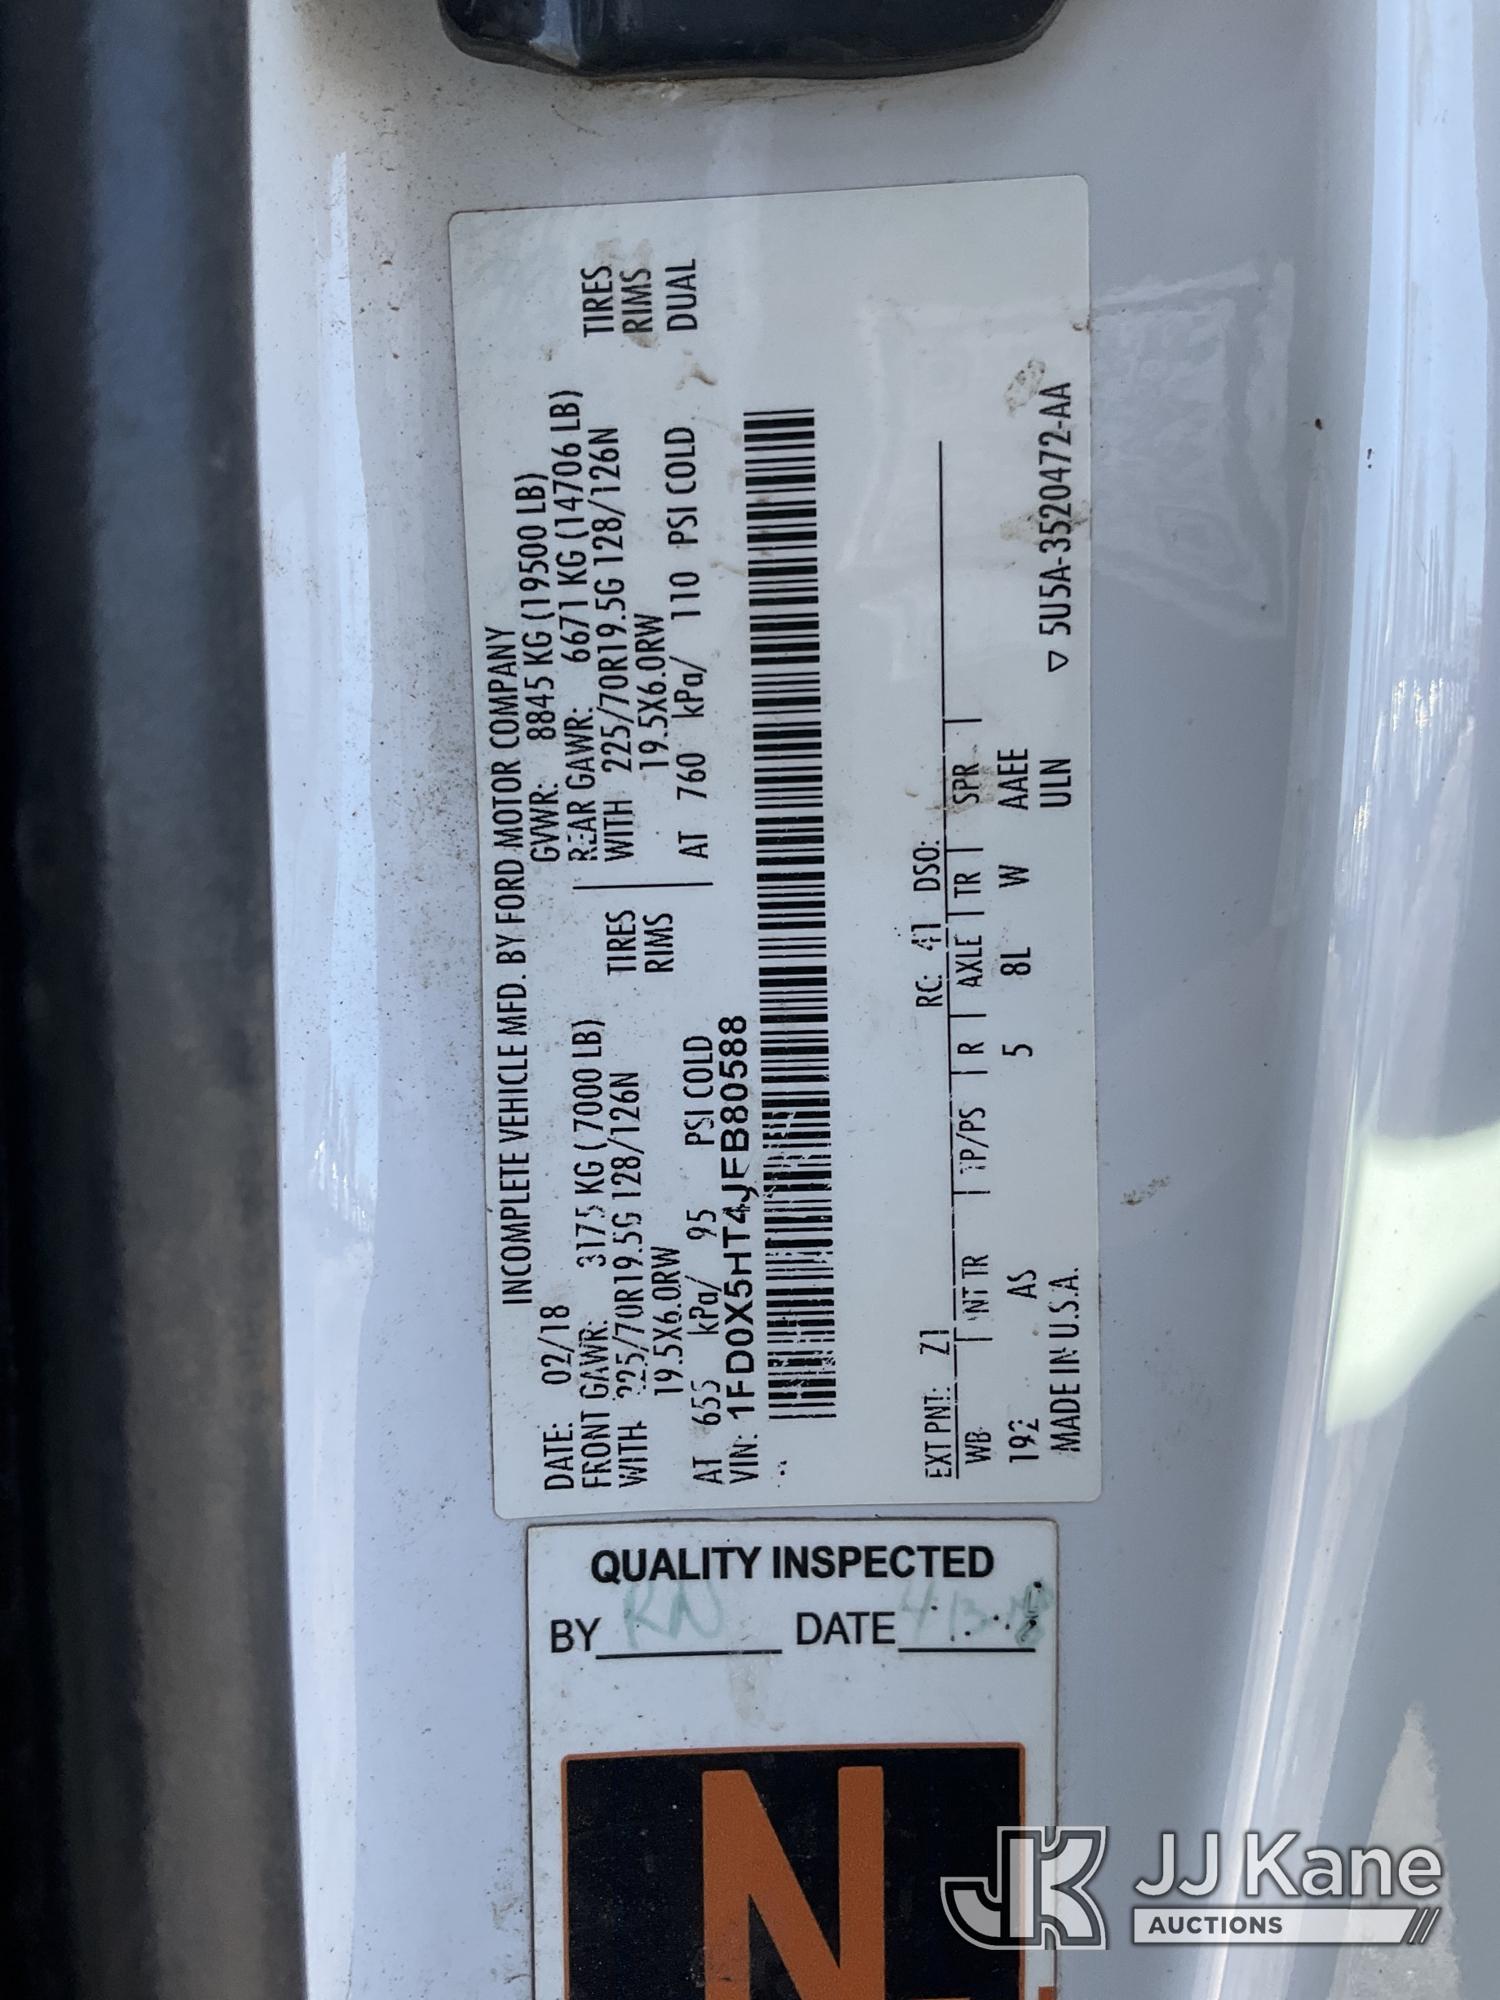 INCOMPLETE VEHICLE MFD. BY FORD MOTOR COMPANY
DATE: 02/18 GVWR: 8845 KG (19500 LB)
FRONT GAWR: 3175 KG (7000 LB) REAR GAWR: 6671 KG (14706 LB)
WITH 225/70R19.5G 128/126N TIRES WITH 225/70R19.5G 128/126N TIRES
19.5X6.0RW RIMS 19.5X6.0RW RIMS
AT 655 kPa/ 95 PSI COLD AT 760 kPa/ 110 PSI COLD DUAL
VIN: 1FD0X5HT4JEB80588
EXT PNT: Z1 RC: 41 DSO:
WB INT TR TP/PS R AXLE TR SPR
192 AS 5 8L W AAEE
MADE IN U.S.A. ULN ▽ 5U5A-3520472-AA
QUALITY INSPECTED
BY RN DATE
N
JK JJ Kane
AUCTIONS